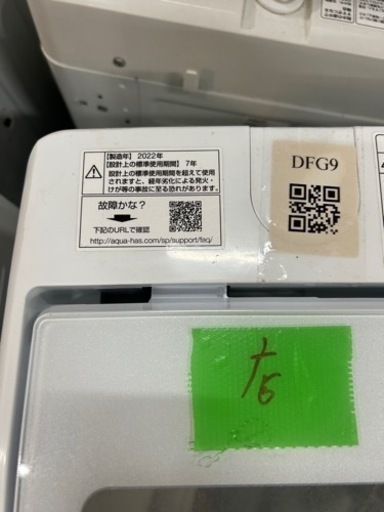 【製造年】2022年
【設計上の標準使用期間】7年
設計上の標準使用期間を超えて使用
されますと、経年劣化による発火・
けが等の事故に至る恐れがあります。
故障かな?
下記のURLで確認
http://aqua-has.com/sp/support/faq/
DFG9